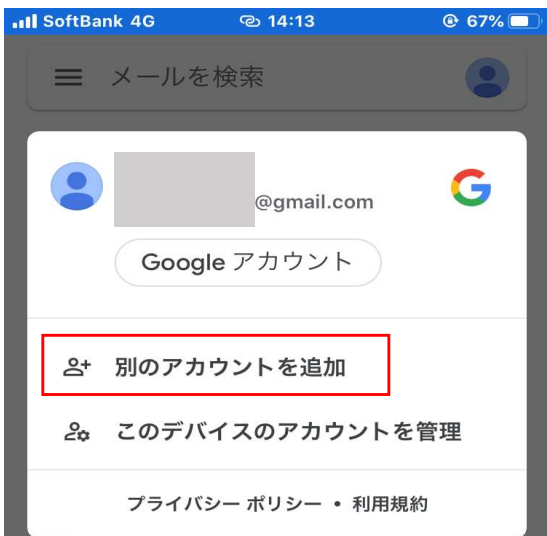 SoftBank 4G 14:13 67%
メールを検索
@gmail.com
Google アカウント
別のアカウントを追加
このデバイスのアカウントを管理
プライバシー ポリシー • 利用規約